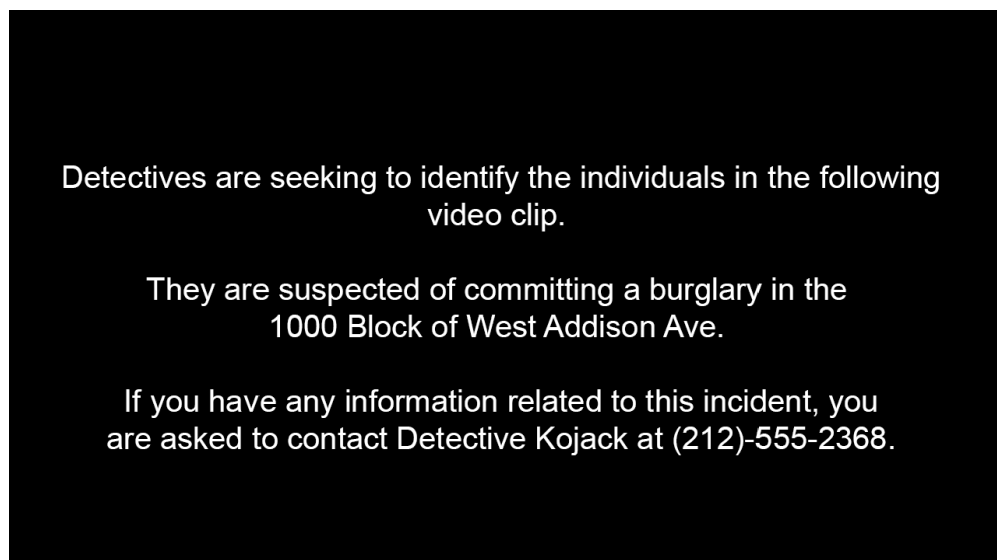 Detectives are seeking to identify the individuals in the following
video clip.
They are suspected of committing a burglary in the
1000 Block of West Addison Ave.
If you have any information related to this incident, you
are asked to contact Detective Kojack at (212)-555-2368.